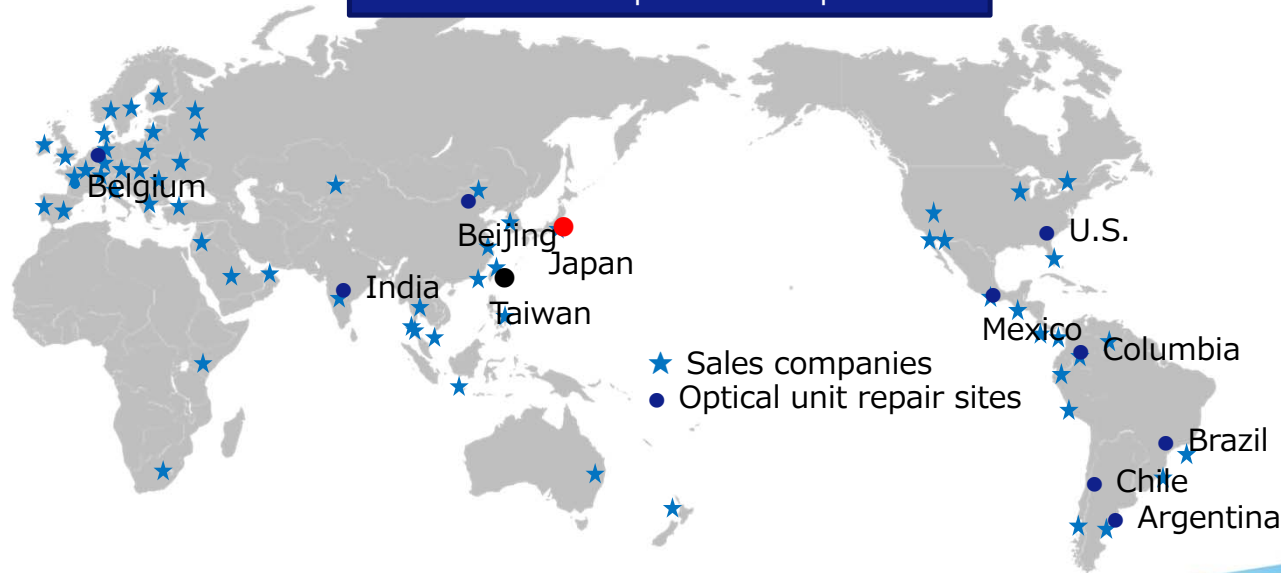 Belgium
Beijing
Japan
India
Taiwan
U.S.
Mexico
Columbia
★ Sales companies
● Optical unit repair sites
Brazil
Chile
Argentina